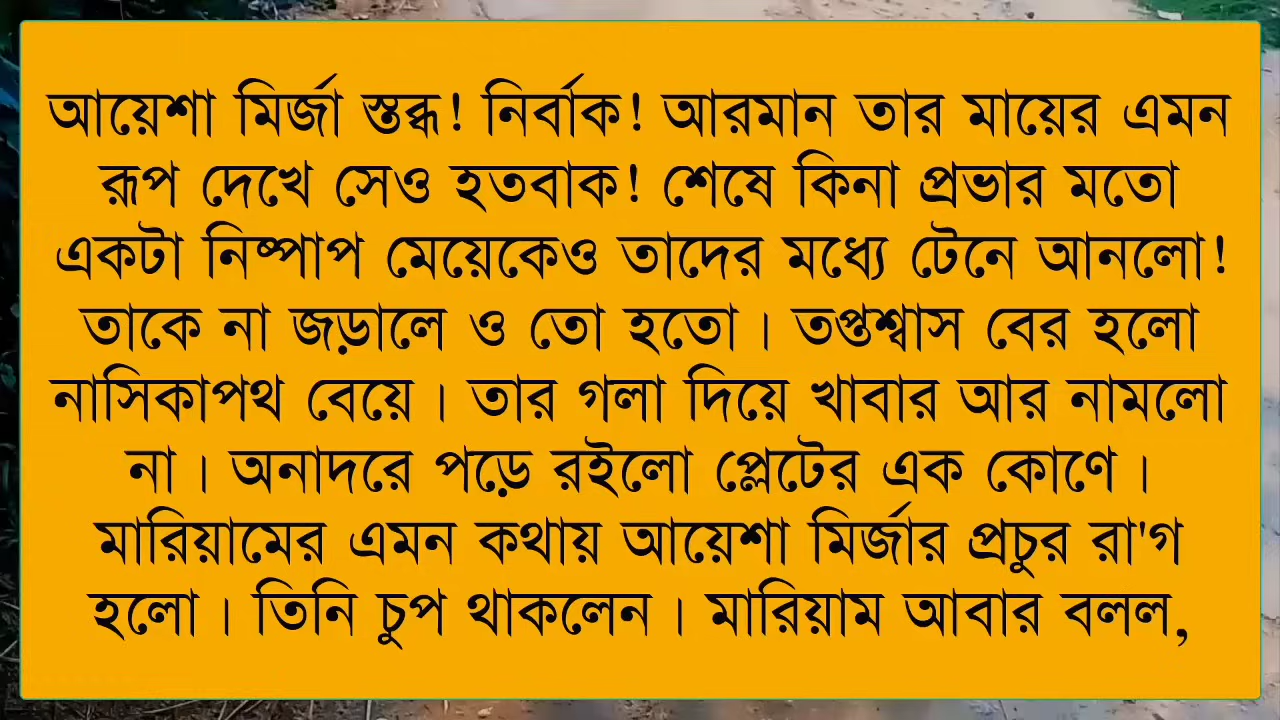 আয়েশা মির্জা স্তব্ধ! নির্বাক! আরমান তার মায়ের এমন
রূপ দেখে সেও হতবাক! শেষে কিনা প্রভার মতো
একটা নিষ্পাপ মেয়েকেও তাদের মধ্যে টেনে আনলো!
তাকে না জড়ালে ও তো হতো। তপ্তশ্বাস বের হলো
নাসিকাপথ বেয়ে। তার গলা দিয়ে খাবার আর নামলো
না। অনাদরে পড়ে রইলো প্লেটের এক কোণে।
মারিয়ামের এমন কথায় আয়েশা মির্জার প্রচুর রা'গ
হলো। তিনি চুপ থাকলেন। মারিয়াম আবার বলল,